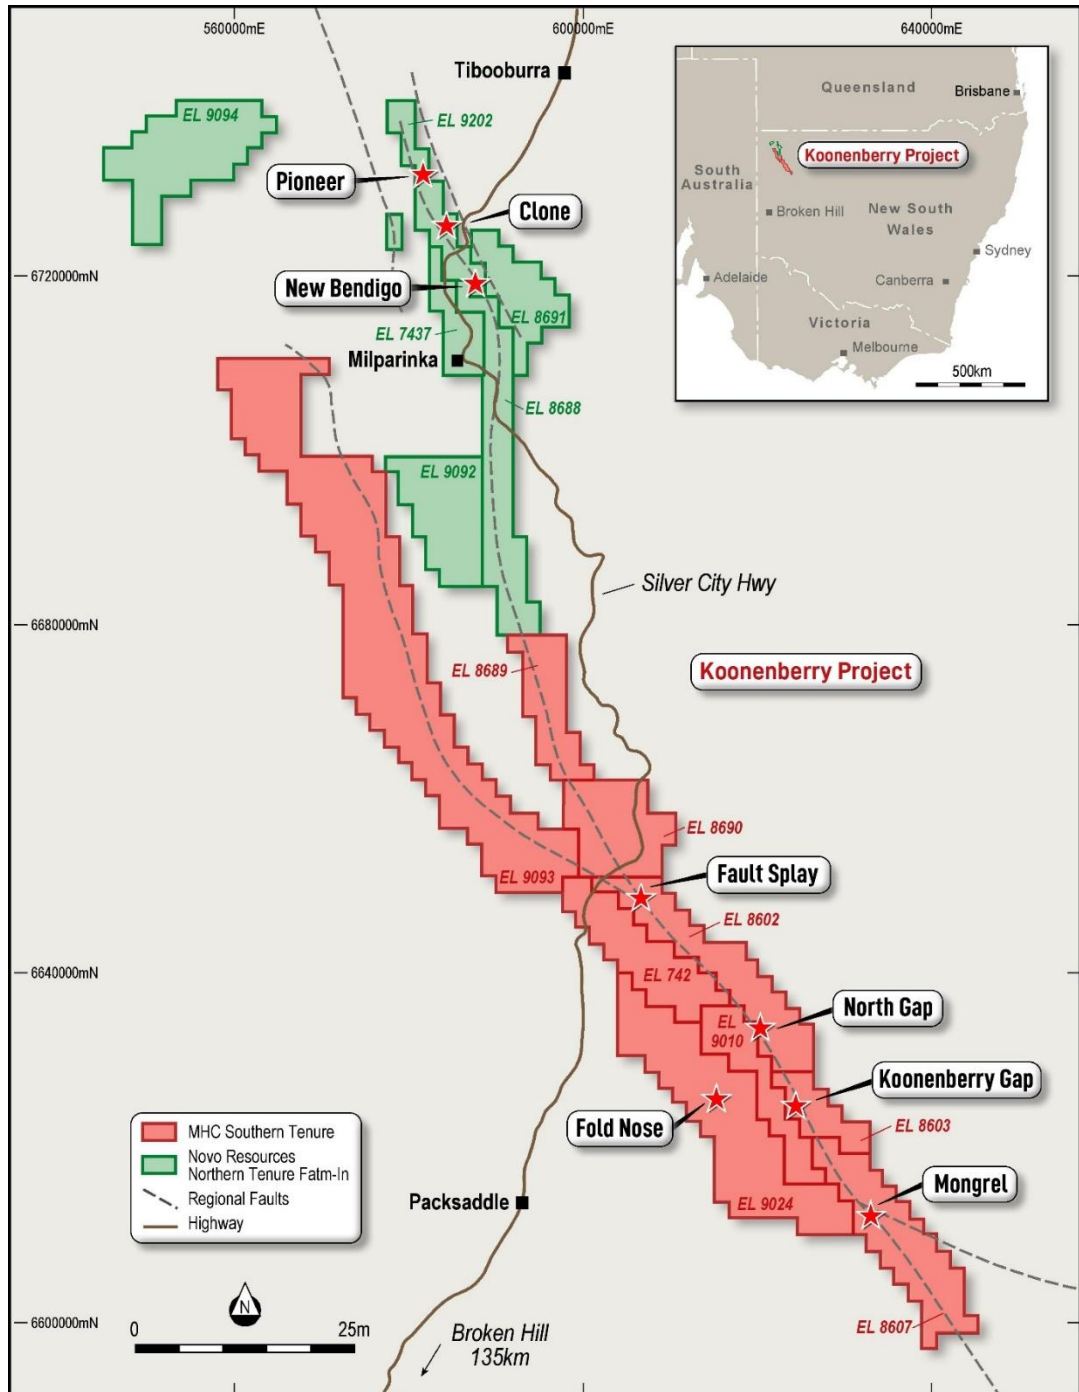 560000mE
600000mE
640000mE
Tibooburra
EL 9094
EL 9202
Pioneer
Clone
6720000mN
New Bendigo
EL 8691
EL 7437
Milparinka
EL 8688
EL 9092
Silver City Hwy
6680000mN
EL 8689
Koonenberry Project
EL 8690
EL 9093
Fault Splay
EL 8602
6640000mN
EL 742
EL
9010
North Gap
Koonenberry Gap
Fold Nose
EL 8603
Mongrel
EL 9024
Packsaddle
EL 8607
6600000mN
Broken Hill
135km
Queensland
Brisbane
Koonenberry Project
South
Australia
Broken Hill
New South
Wales
Sydney
Adelaide
Canberra
Victoria
Melbourne
500km
MHC Southern Tenure
Novo Resources
Northern Tenure Fatm-In
Regional Faults
Highway
N
0 25m